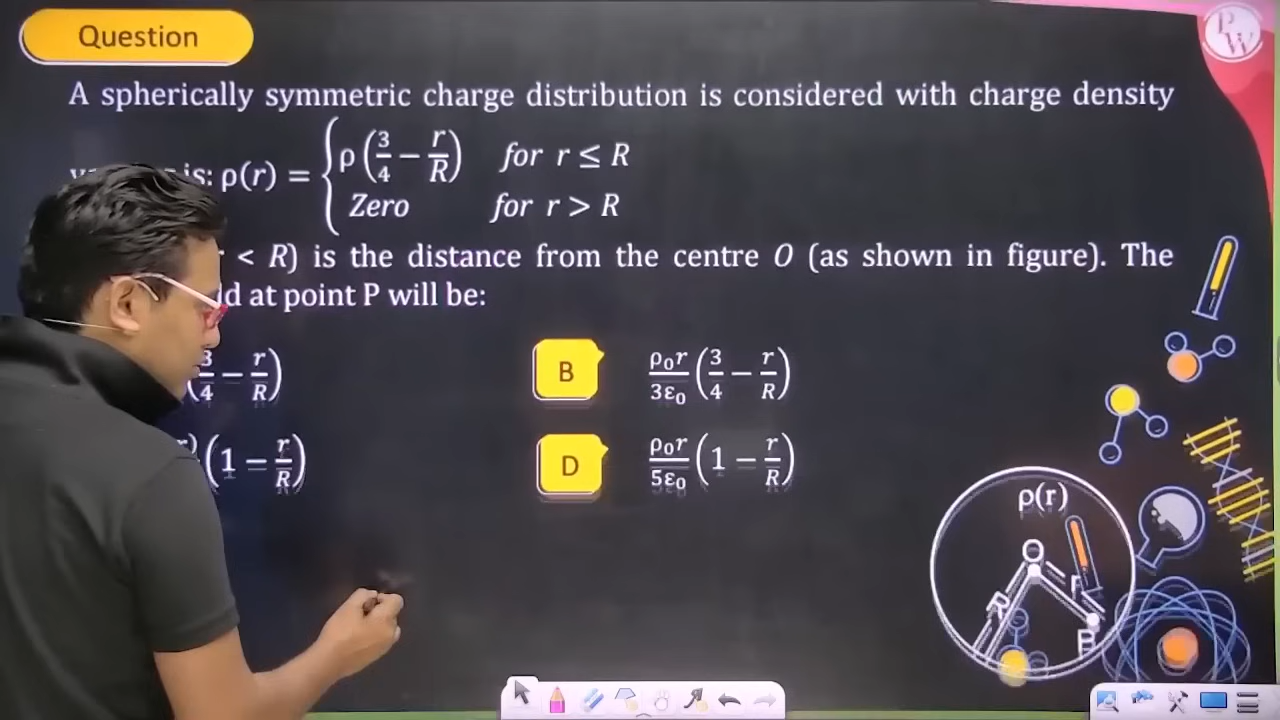 Question
A spherically symmetric charge distribution is considered with charge density
is: ρ(r) = { ρ(3/4 − r/R) for r ≤ R
Zero for r > R
< R) is the distance from the centre O (as shown in figure). The
at point P will be:
(3/4 − r/R)
B ρ₀r/3ε₀ (3/4 − r/R)
(1 − r/R)
D ρ₀r/5ε₀ (1 − r/R)
ρ(r)
O
r
R
P
P
W